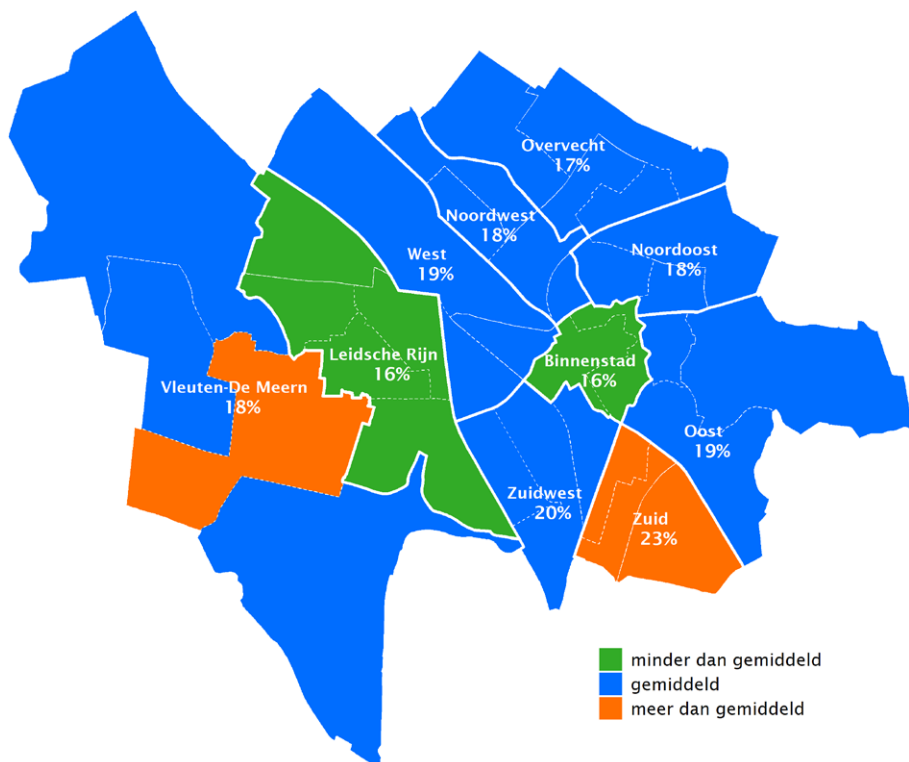 Overvecht
17%
Noordwest
18%
Noordoost
18%
West
19%
Leidsche Rijn
16%
Binnenstad
16%
Vleuten-De Meern
18%
Oost
19%
Zuidwest
20%
Zuid
23%
minder dan gemiddeld
gemiddeld
meer dan gemiddeld